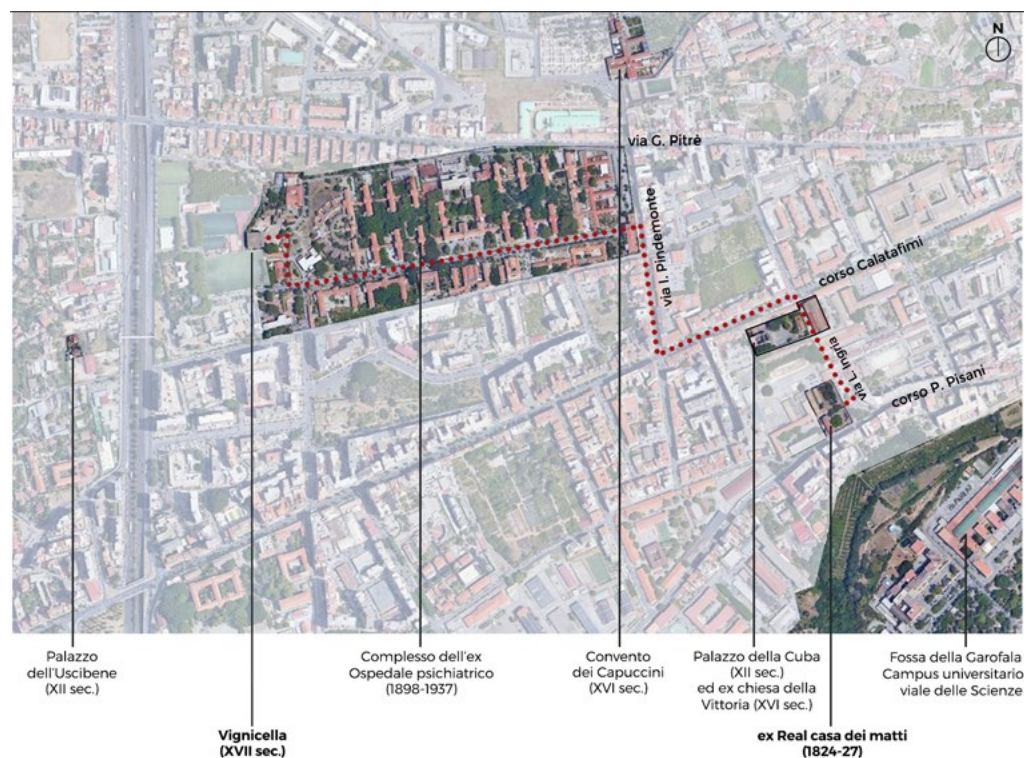 N
via G. Pitrè
via I. Pindemonte
corso Calatafimi
via L. Ingria
corso P. Pisani
Palazzo
dell'Uscibene
(XII sec.)
Vignicella
(XVII sec.)
Complesso dell'ex
Ospedale psichiatrico
(1898-1937)
Convento
dei Capuccini
(XVI sec.)
Palazzo della Cuba
(XII sec.)
ed ex chiesa della
Vittoria (XVI sec.)
ex Real casa dei matti
(1824-27)
Fossa della Garofala
Campus universitario
viale delle Scienze